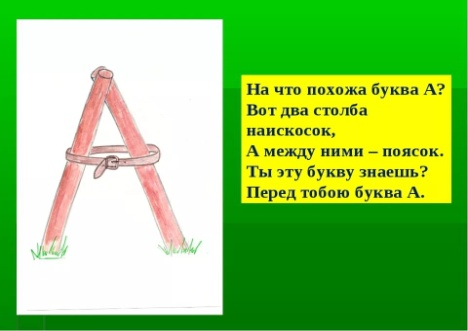 На что похожа буква А?
Вот два столба
наискосок,
А между ними – поясок.
Ты эту букву знаешь?
Перед тобою буква А.